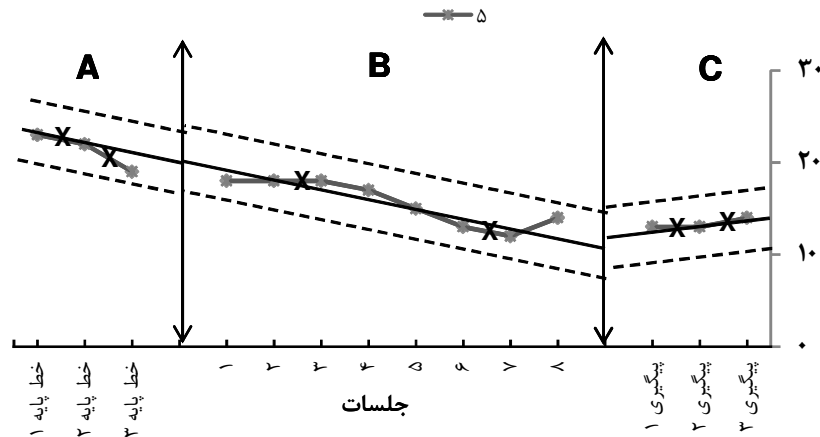 ۵
A
B
C
۳۰
۲۰
۱۰
۰
خط پایه ۱
خط پایه ۲
خط پایه ۳
۱
۲
۳
۴
۵
۶
۷
۸
پیگیری ۱
پیگیری ۲
پیگیری ۳
جلسات